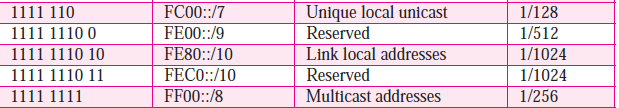 1111 110 FC00::/7 Unique local unicast 1/128
1111 1110 0 FE00::/9 Reserved 1/512
1111 1110 10 FE80::/10 Link local addresses 1/1024
1111 1110 11 FEC0::/10 Reserved 1/1024
1111 1111 FF00::/8 Multicast addresses 1/256